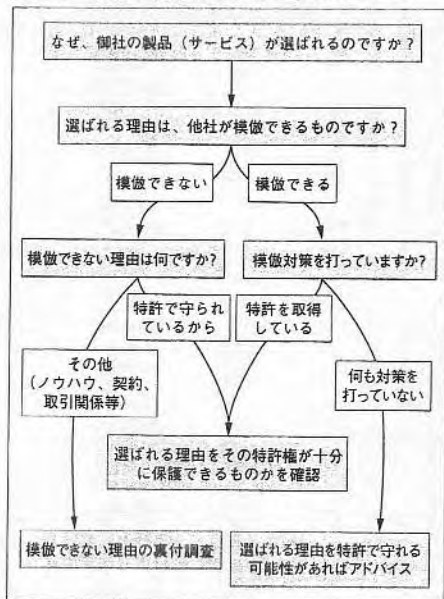 なぜ、御社の製品（サービス）が選ばれるのですか？
選ばれる理由は、他社が模倣できるものですか？
模倣できない
模倣できる
模倣できない理由は何ですか?
模倣対策を打っていますか?
特許で守られ
ているから
特許を取得
している
その他
（ノウハウ、契約、
取引関係等）
何も対策を
打っていない
選ばれる理由をその特許権が十分
に保護できるものかを確認
模倣できない理由の裏付調査
選ばれる理由を特許で守れる
可能性があればアドバイス